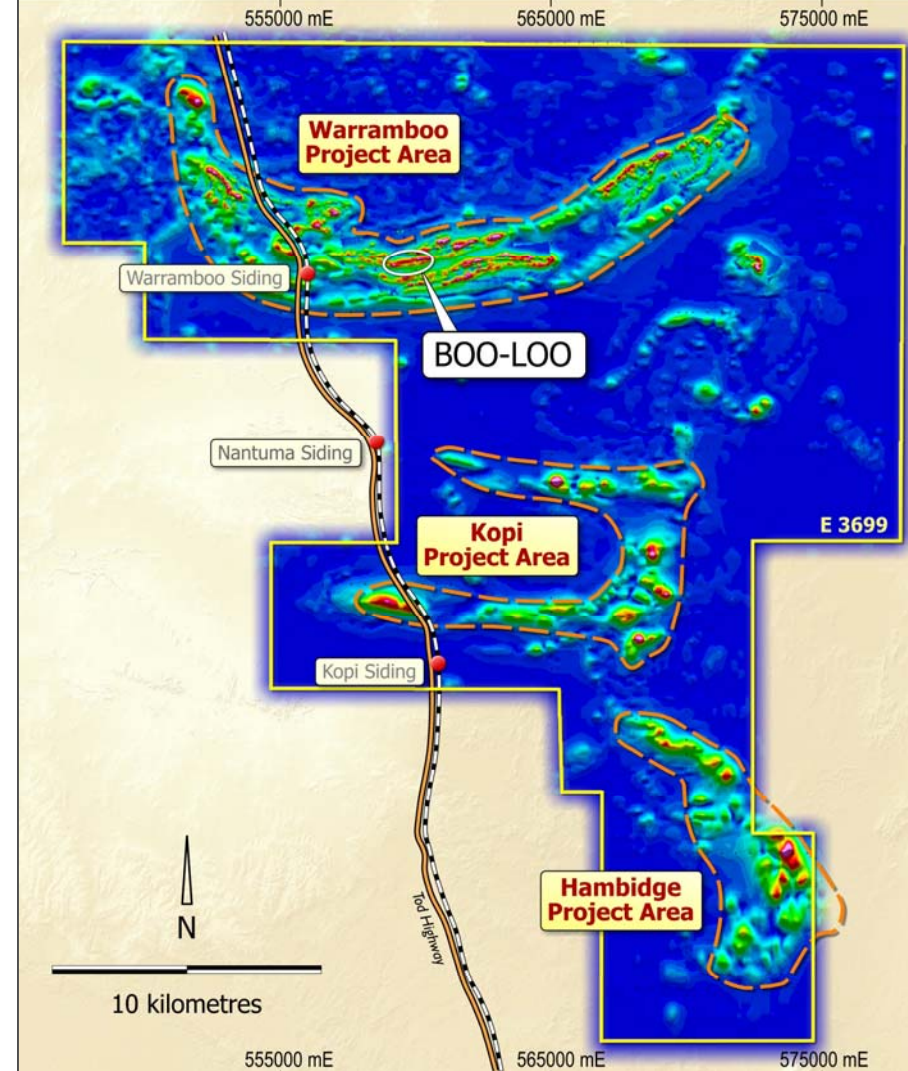 555000 mE
565000 mE
575000 mE
Warramboo
Project Area
Warramboo Siding
BOO-LOO
Nantuma Siding
Kopi
Project Area
E 3699
Kopi Siding
Hambidge
Project Area
Tod Highway
N
10 kilometres
555000 mE
565000 mE
575000 mE